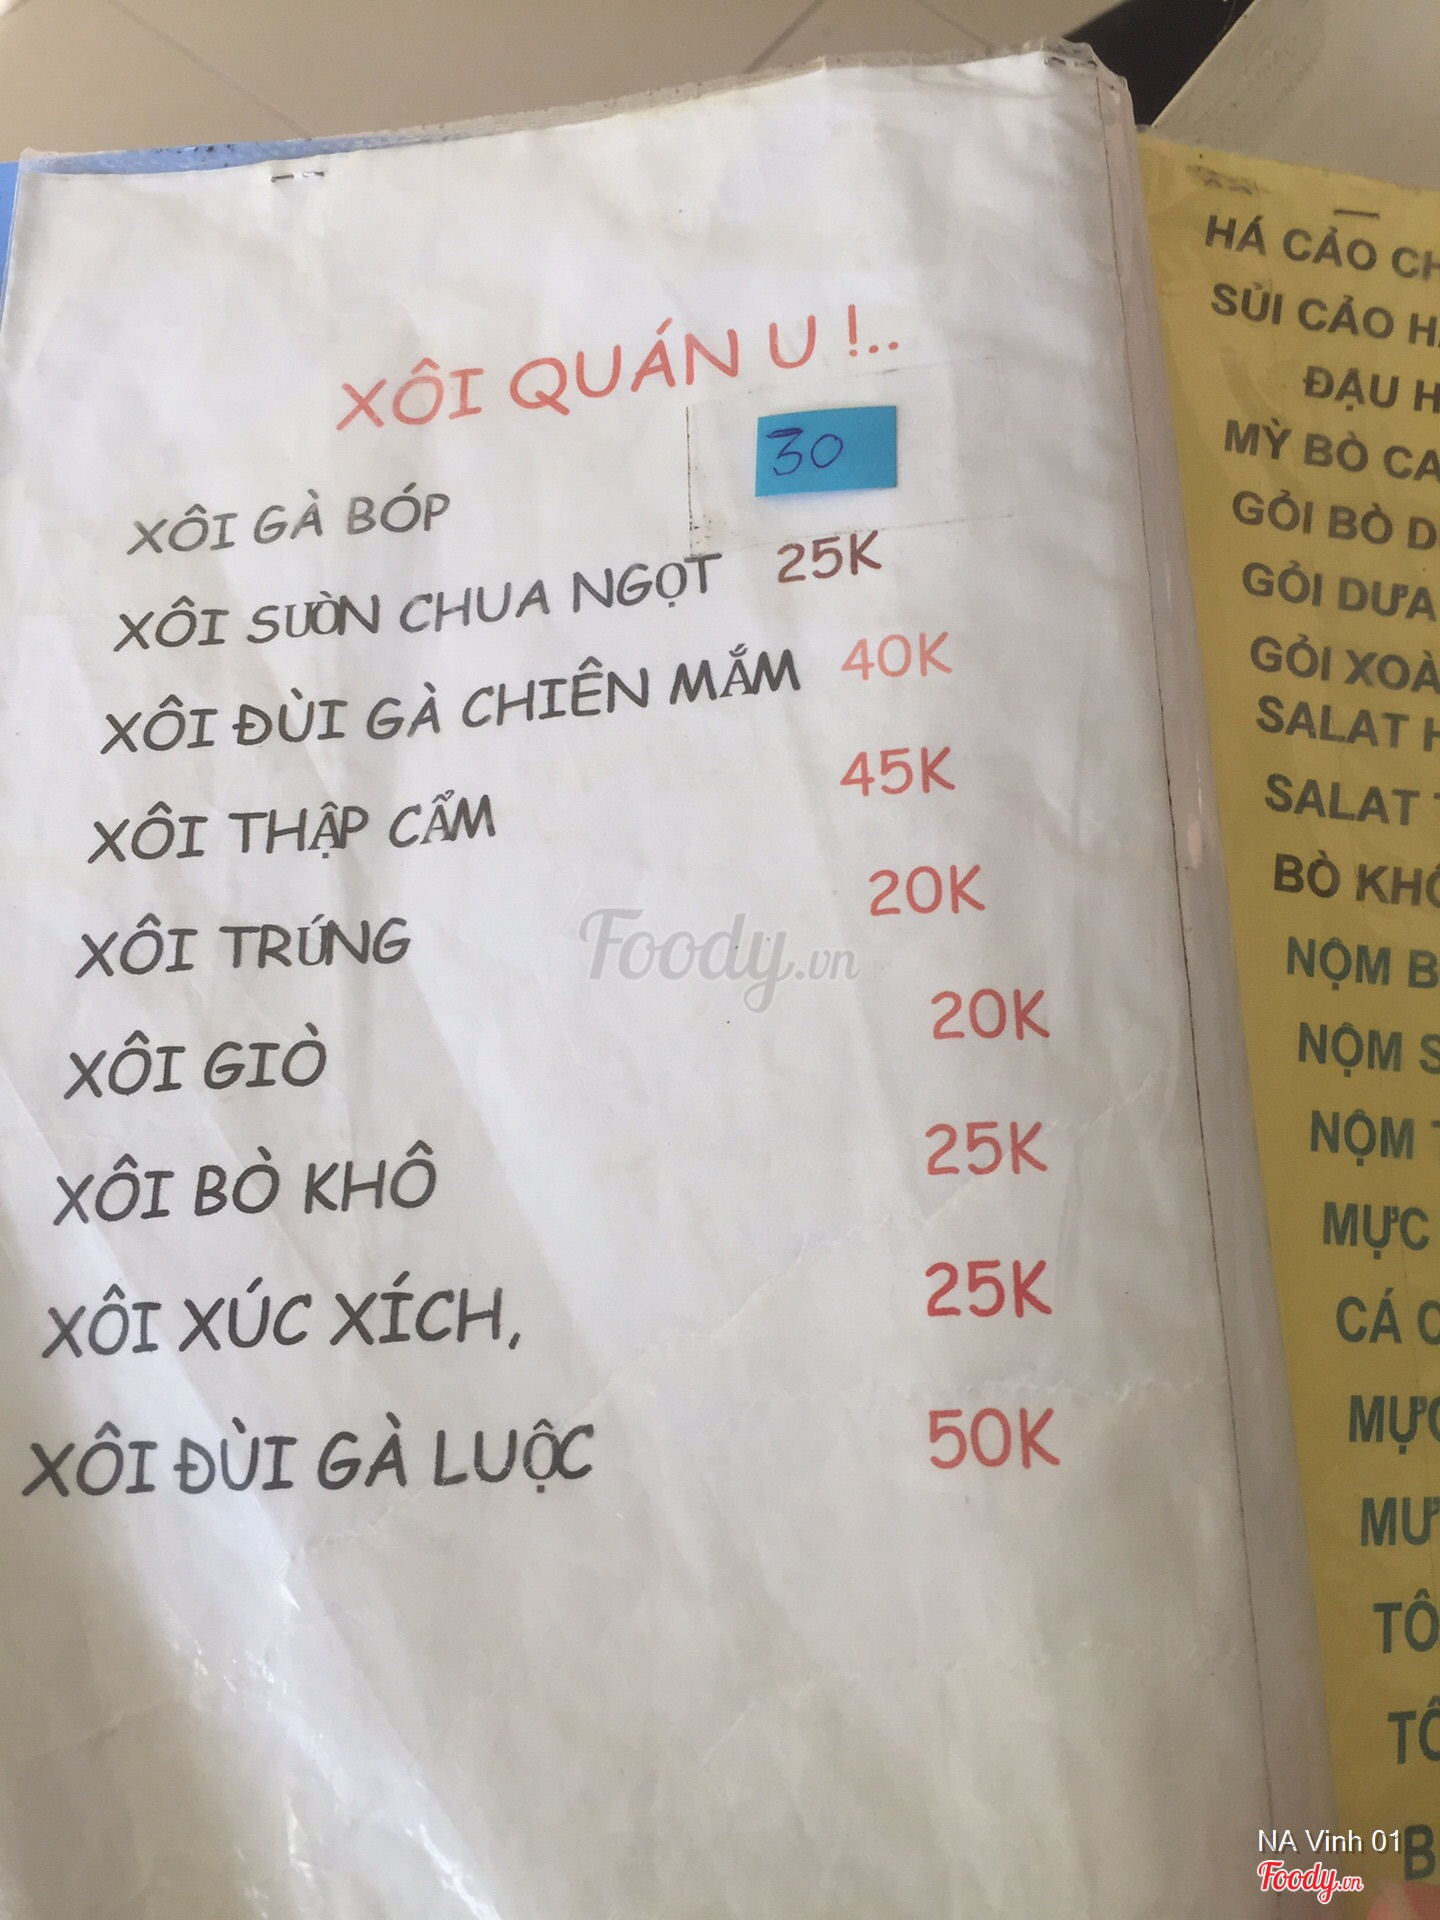 XÔI QUÁN U !..
XÔI GÀ BÓP 30
XÔI SƯỜN CHUA NGỌT 25K
XÔI ĐÙI GÀ CHIÊN MẮM 40K
XÔI THẬP CẨM 45K
XÔI TRỨNG 20K
XÔI GIÒ 20K
XÔI BÒ KHÔ 25K
XÔI XÚC XÍCH, 25K
XÔI ĐÙI GÀ LUỘC 50K
Foody.vn
HÁ CẢO
SỦI CẢO
ĐẬU
MỲ BÒ
GỎI BÒ
GỎI DƯA
GỎI XOÀ
SALAT
SALAT
BÒ
NỘM
NỘM
NỘM
MỰC
CÁ
NA Vinh 01
Foody.vn